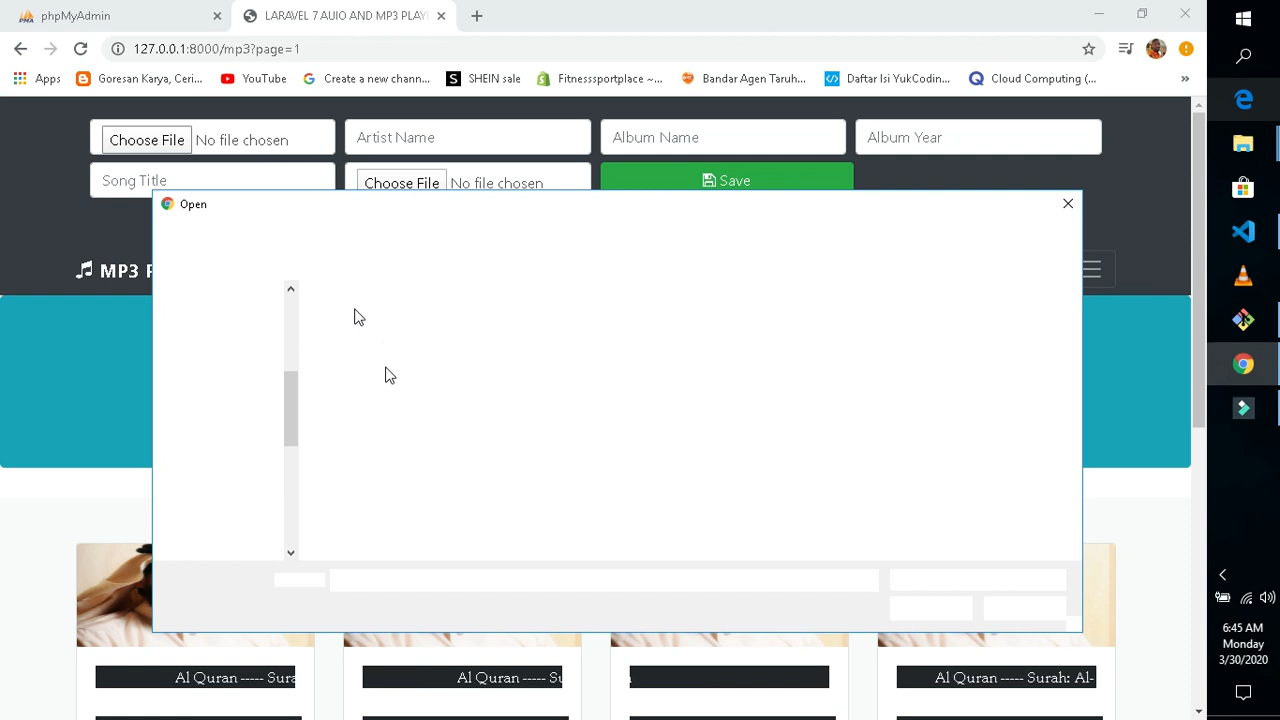 phpMyAdmin
LARAVEL 7 AUIO AND MP3 PLAYI
127.0.0.1:8000/mp3?page=1
Apps
Goresan Karya, Ceri...
YouTube
Create a new chann...
SHEIN sale
Fitnesssportplace ~...
Bandar Agen Taruh...
Daftar Isi YukCodin...
Cloud Computing (...
»
Choose File No file chosen
Artist Name
Album Name
Album Year
Song Title
Choose File No file chosen
Save
Open
MP3 P
Al Quran ----- Sura
Al Quran ----- Su
Al Quran ----- Surah: Al-
6:45 AM
Monday
3/30/2020